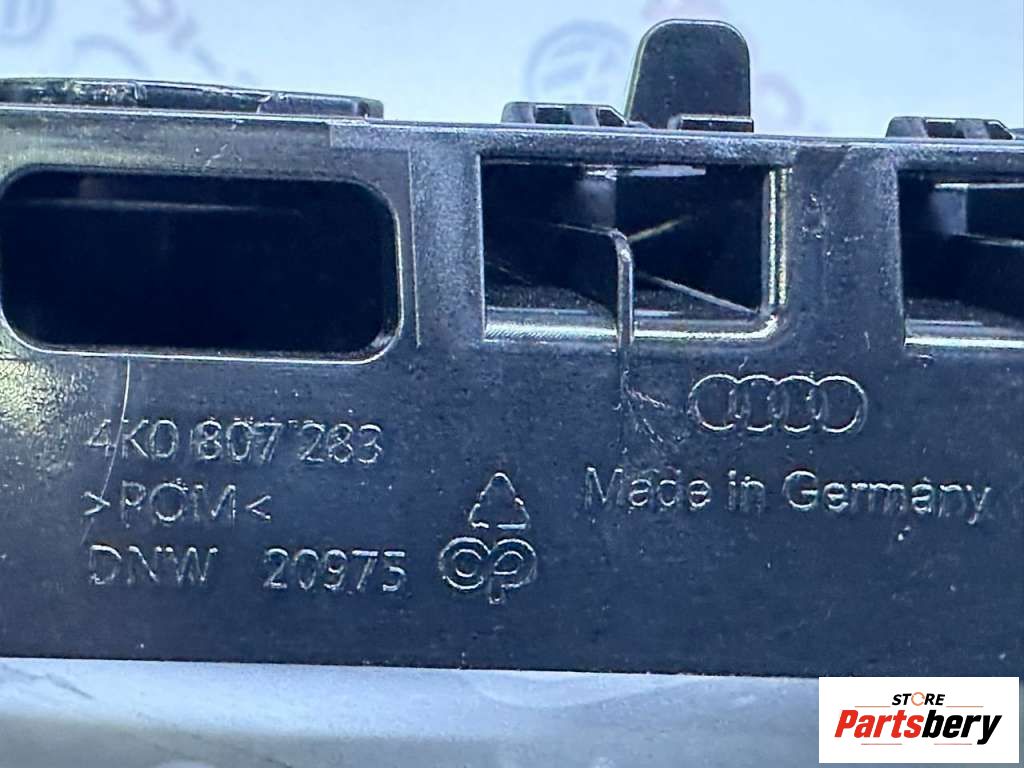 4K0 807 283
>POM<
DNW 20975
Made in Germany
STORE
Partsbery